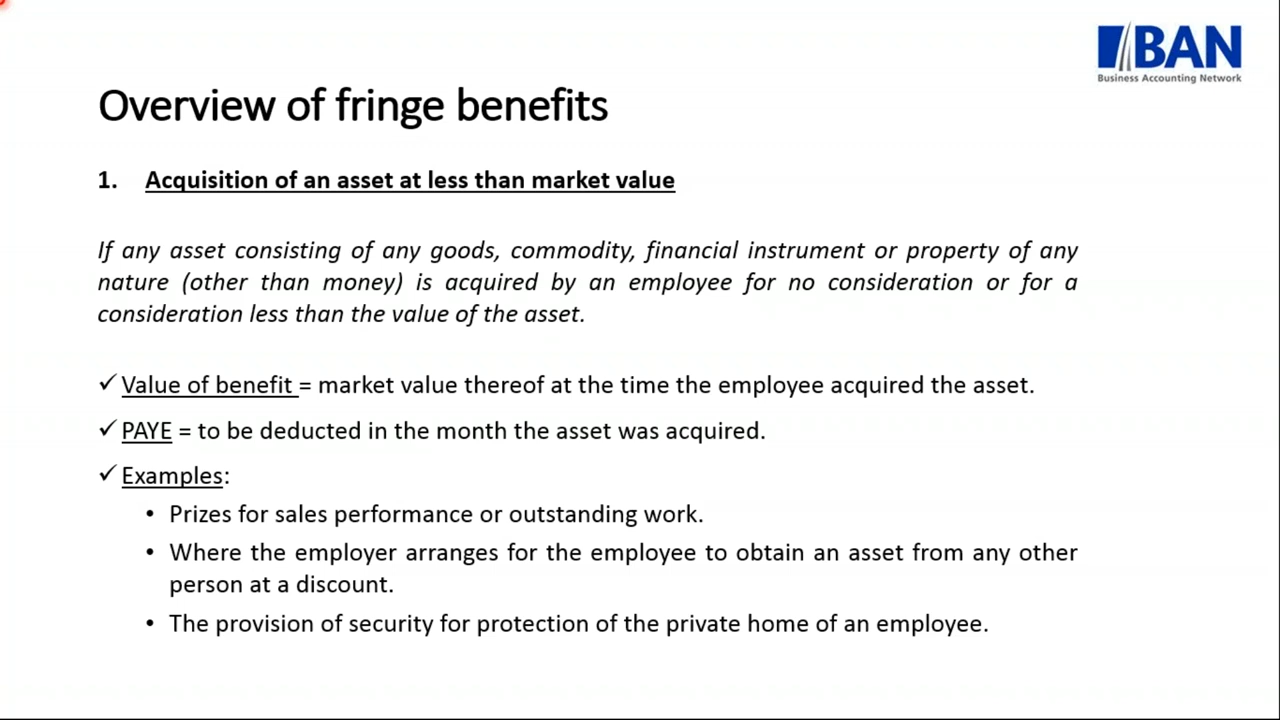 BAN
Business Accounting Network
Overview of fringe benefits
1. Acquisition of an asset at less than market value
If any asset consisting of any goods, commodity, financial instrument or property of any
nature (other than money) is acquired by an employee for no consideration or for a
consideration less than the value of the asset.
✓ Value of benefit = market value thereof at the time the employee acquired the asset.
✓ PAYE = to be deducted in the month the asset was acquired.
✓ Examples:
• Prizes for sales performance or outstanding work.
• Where the employer arranges for the employee to obtain an asset from any other
person at a discount.
• The provision of security for protection of the private home of an employee.